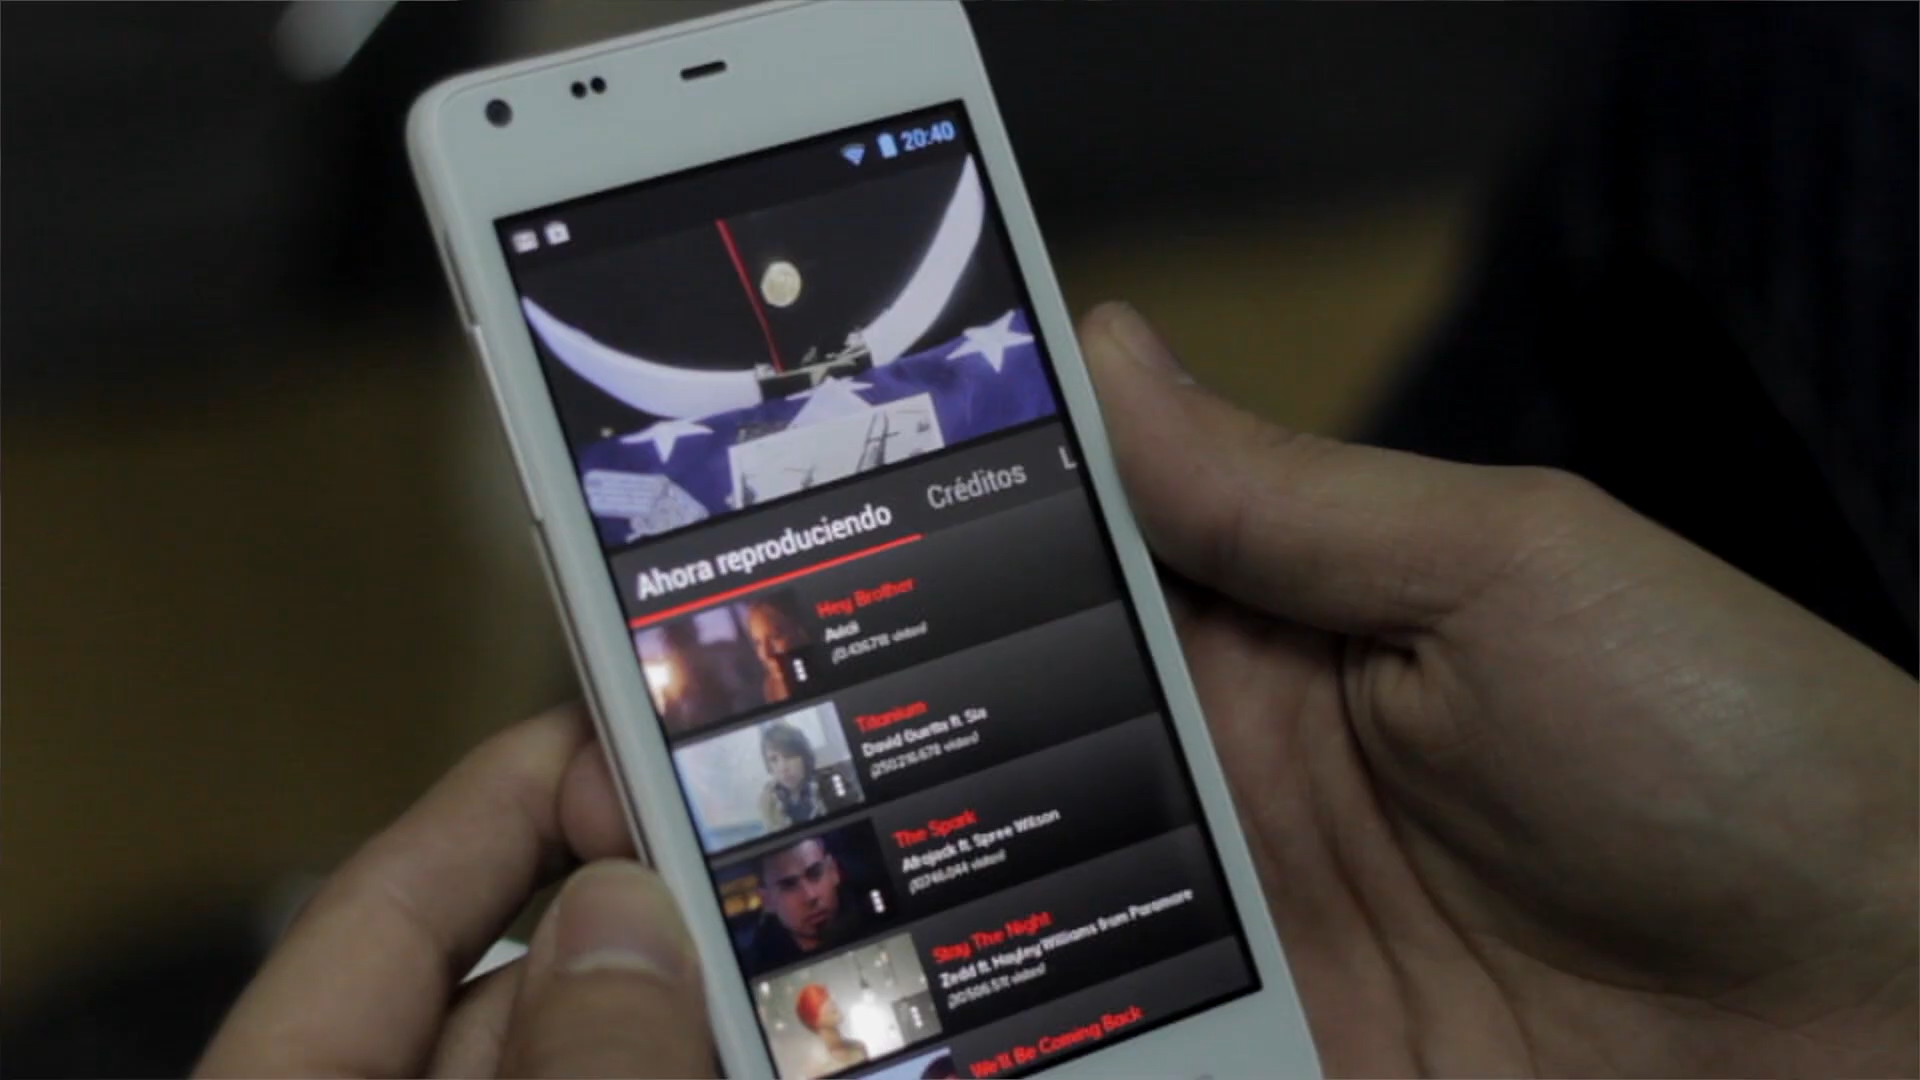 20:40
Ahora reproduciendo
Créditos
L
Hey Brother
Avicii
Titanium
David Guetta ft. Sia
The Spark
Afrojack ft. Spree Wilson
Stay The Night
Zedd ft. Hayley Williams from Paramore
We'll Be Coming Back